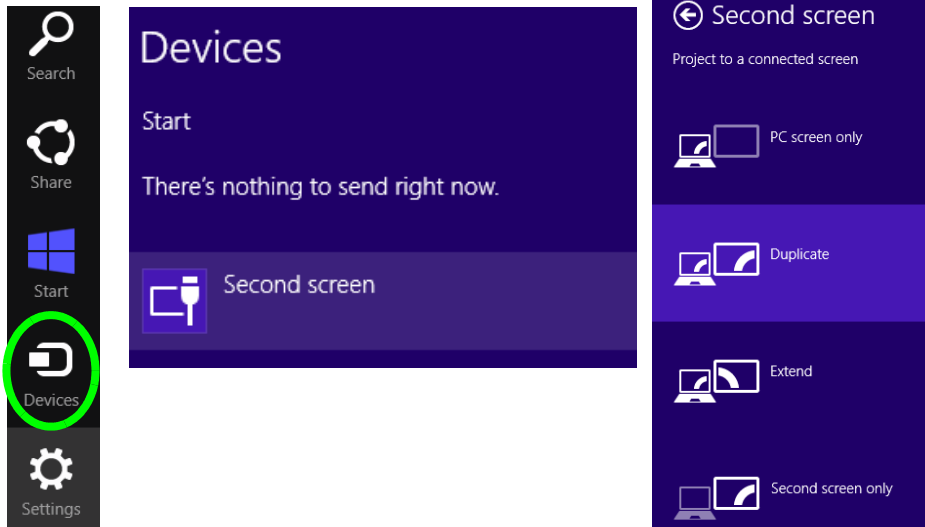 Search
Share
Start
Devices
Settings
Devices
Start
There's nothing to send right now.
Second screen
Second screen
Project to a connected screen
PC screen only
Duplicate
Extend
Second screen only